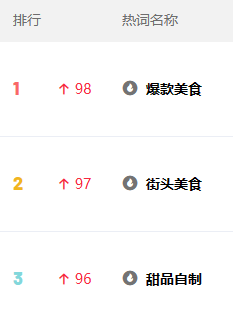 排行 热词名称
1 ↑ 98 爆款美食
2 ↑ 97 街头美食
3 ↑ 96 甜品自制